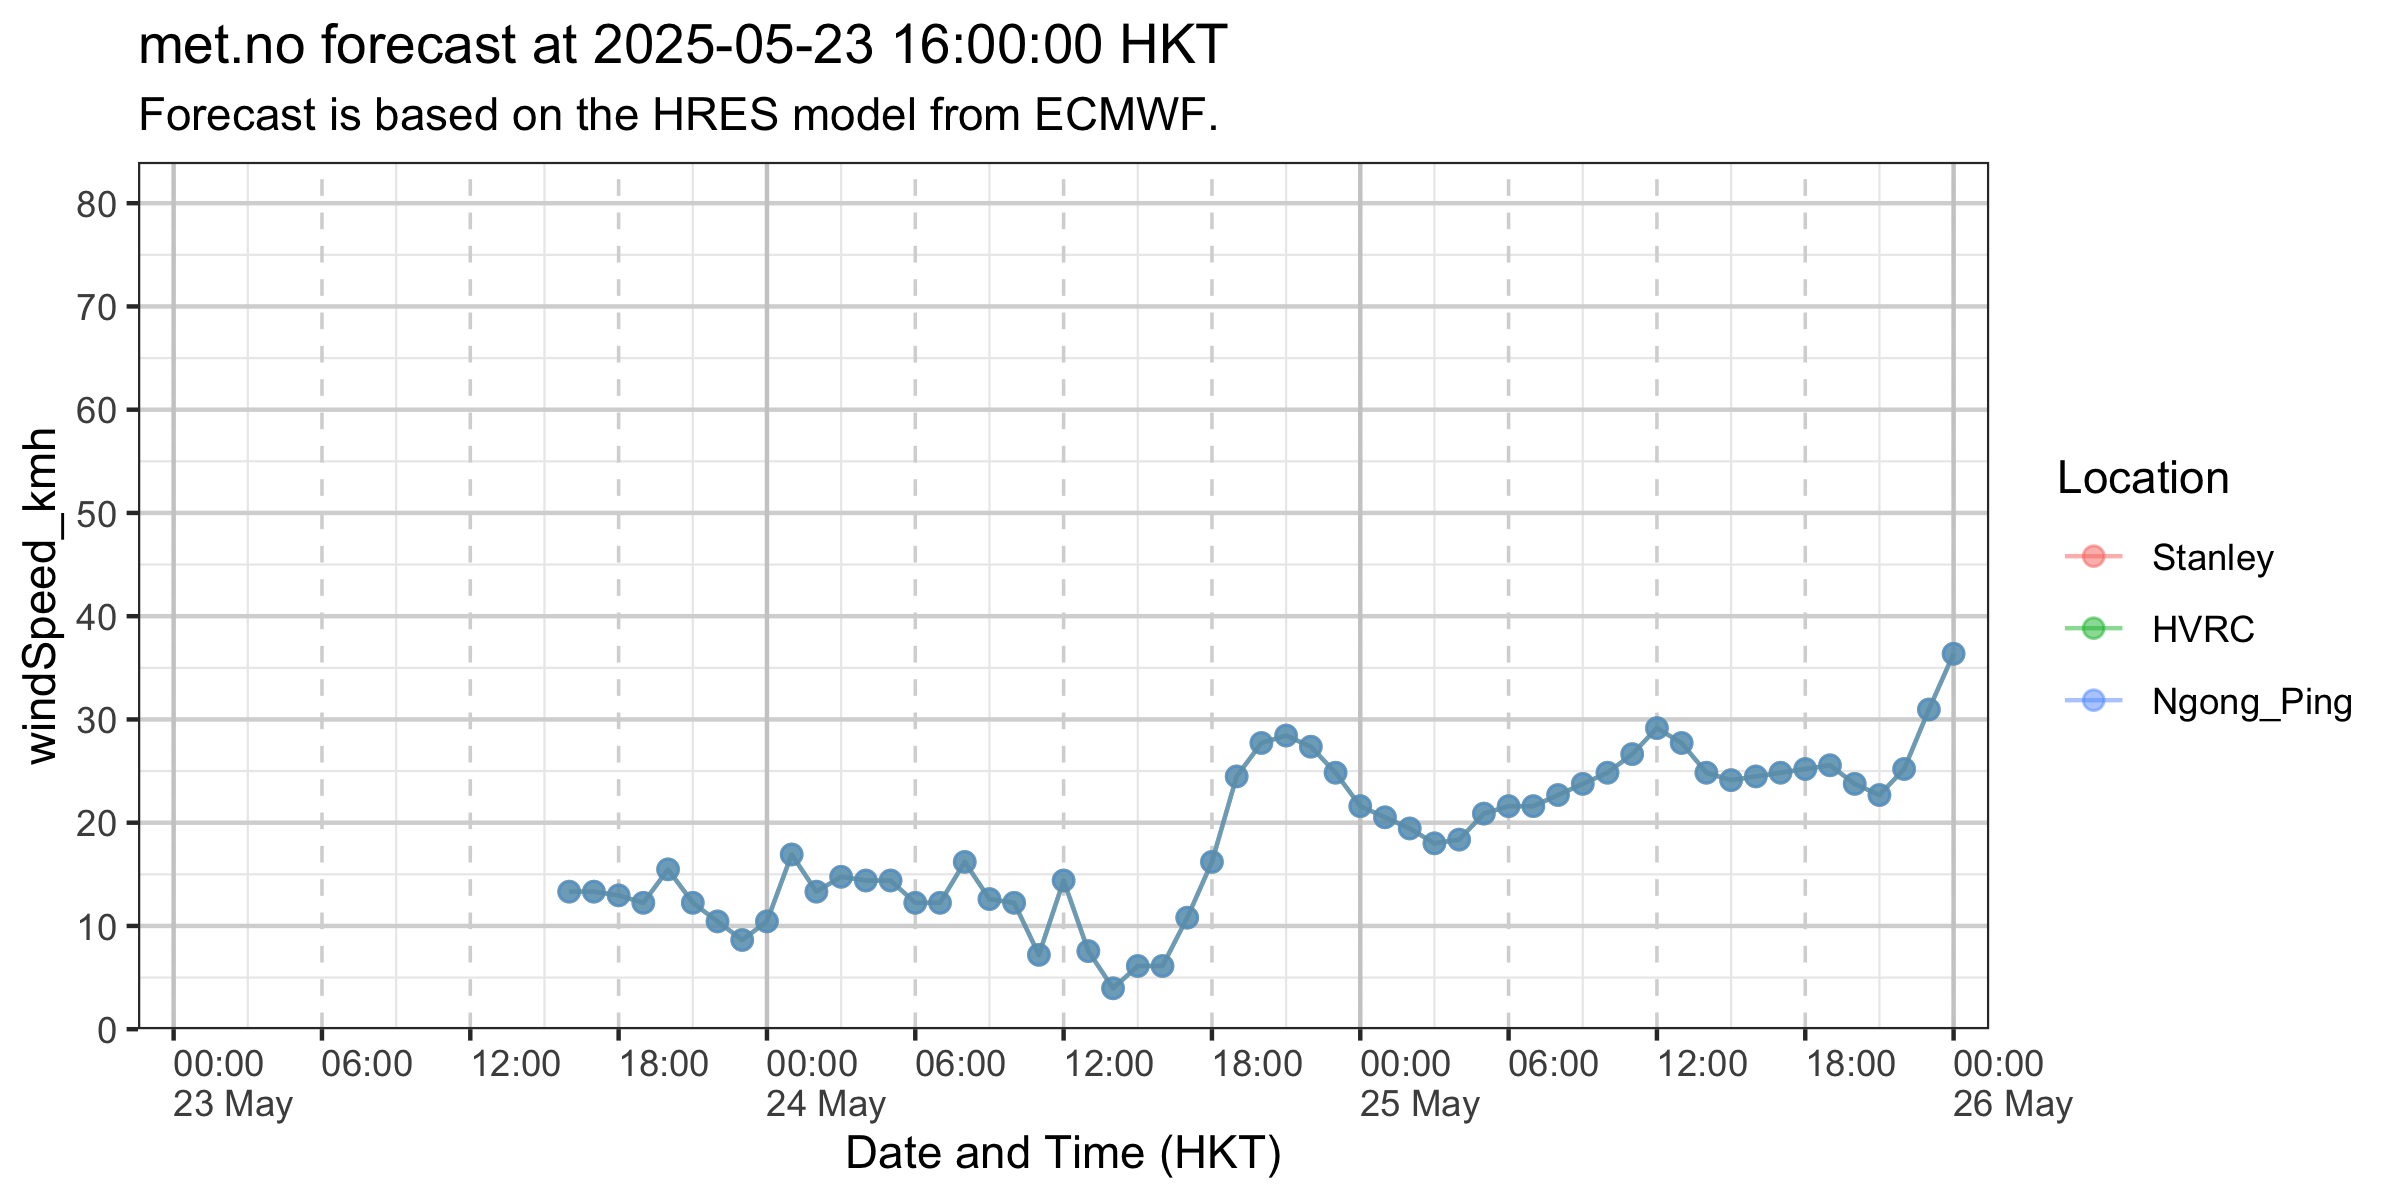 met.no forecast at 2025-05-23 16:00:00 HKT
Forecast is based on the HRES model from ECMWF.
windSpeed_kmh
80
70
60
50
40
30
20
10
0
00:00 06:00 12:00 18:00 00:00 06:00 12:00 18:00 00:00 06:00 12:00 18:00 00:00
23 May 24 May 25 May 26 May
Date and Time (HKT)
Location
Stanley
HVRC
Ngong_Ping